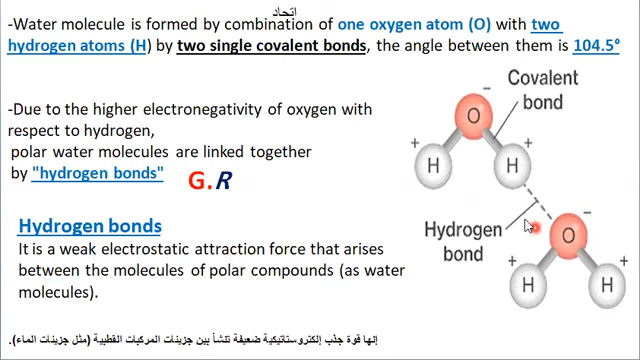 اتحاد
-Water molecule is formed by combination of one oxygen atom (O) with two
hydrogen atoms (H) by two single covalent bonds, the angle between them is 104.5°
-Due to the higher electronegativity of oxygen with
respect to hydrogen,
polar water molecules are linked together
by "hydrogen bonds"
G.R
Hydrogen bonds
It is a weak electrostatic attraction force that arises
between the molecules of polar compounds (as water
molecules).
إنها قوة جذب إلكتروستاتيكية ضعيفة تنشأ بين جزيئات المركبات القطبية (مثل جزيئات الماء).
Covalent
bond
−
O
+
+
H
H
Hydrogen
bond
−
O
+
+
H
H